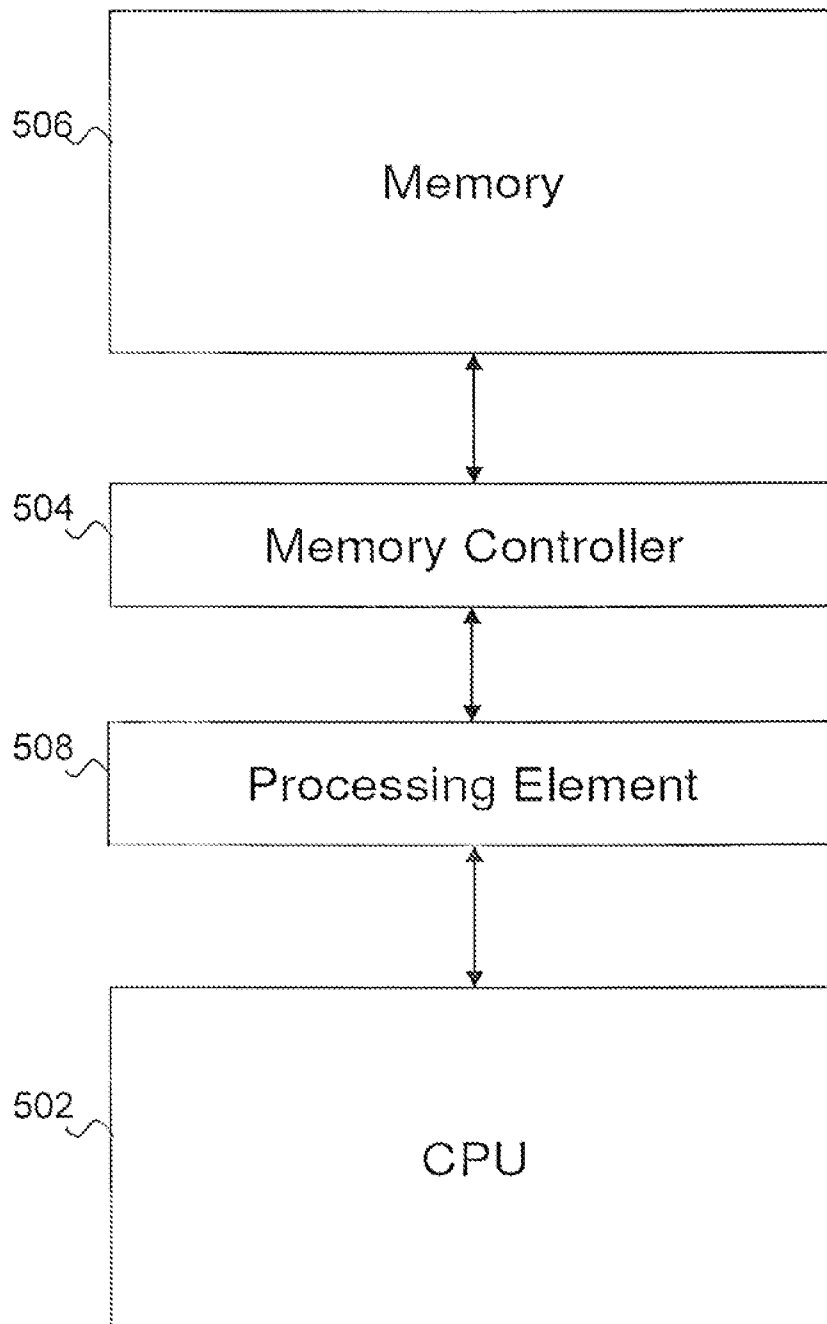 506
Memory
504
Memory Controller
508
Processing Element
502
CPU